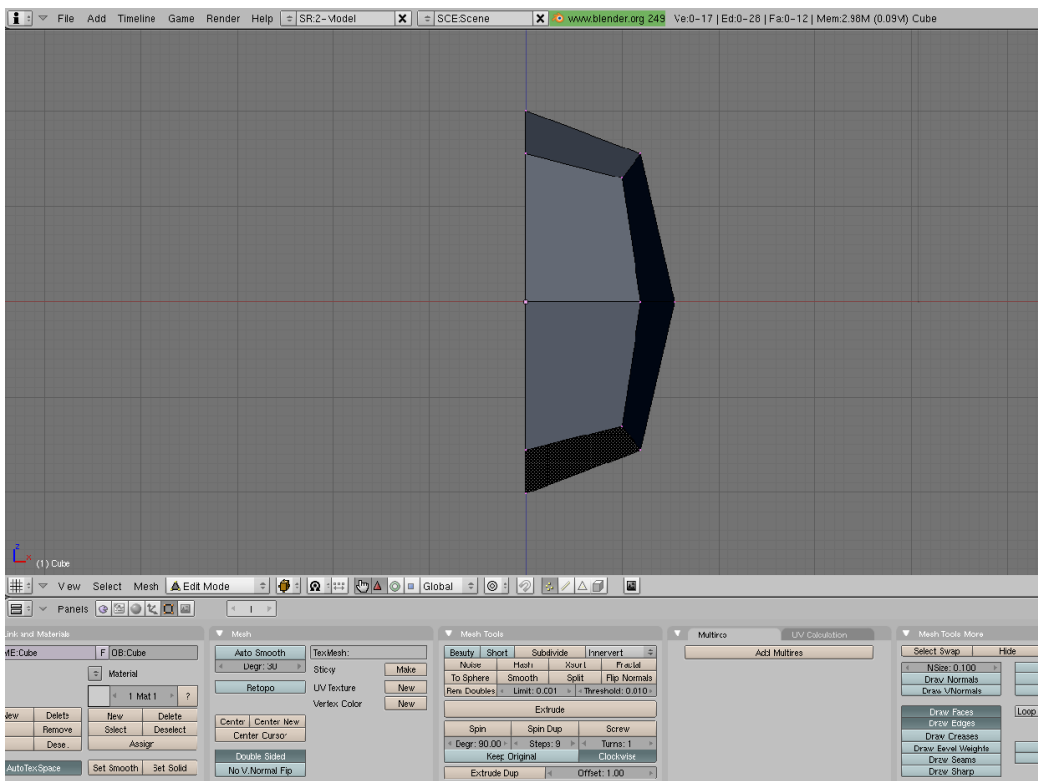 File Add Timeline Game Render Help SR:2-Model X SCE:Scene X www.blender.org 249 Ve:0-17 | Ed:0-28 | Fa:0-12 | Mem:2.98M (0.09M) Cube
z
x
(1) Cube
View Select Mesh Edit Mode Global
Panels 1
Link and Materials Mesh Mesh Tools Multires UV Calculation Mesh Tools More
ME:Cube F OB:Cube Auto Smooth TexMesh: Beauty Short Subdivide Innervert Add Multires Select Swap Hide
Degr: 30 Sticky Make Noise Hash Xsort Fractal NSize: 0.100
Material To Sphere Smooth Split Flip Normals Draw Normals
Retopo UV Texture New Rem Doubles Limit: 0.001 Threshold: 0.010 Draw VNormals
1 Mat 1 ? Vertex Color New Extrude
New Delete New Delete Center Center New Spin Spin Dup Screw Draw Faces Loop
Remove Select Deselect Center Cursor Degr: 90.00 Steps: 9 Turns: 1 Draw Edges
Dese. Assign Keep Original Clockwise Draw Creases
Double Sided Draw Bevel Weights
AutoTexSpace Set Smooth Set Solid No V.Normal Flip Extrude Dup Offset: 1.00 Draw Seams
Draw Sharp